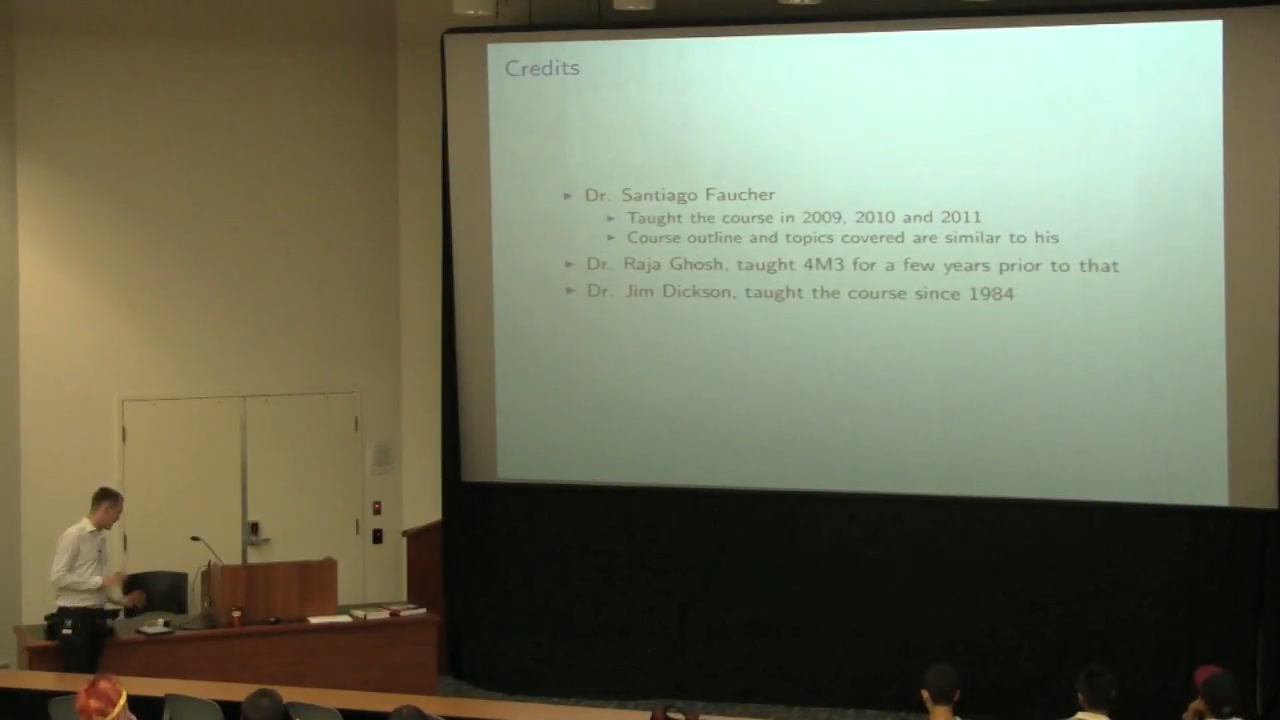 Credits
► Dr. Santiago Faucher
► Taught the course in 2009, 2010 and 2011
► Course outline and topics covered are similar to his
► Dr. Raja Ghosh, taught 4M3 for a few years prior to that
► Dr. Jim Dickson, taught the course since 1984